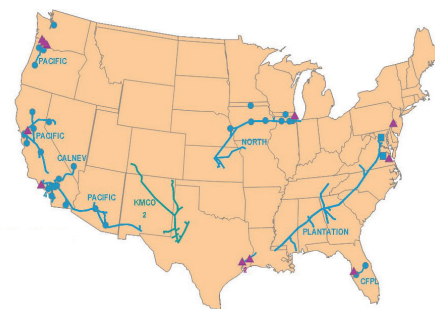 PACIFIC
PACIFIC
NORTH
CALNEV
PACIFIC
KMCO
2
PLANTATION
CFPL